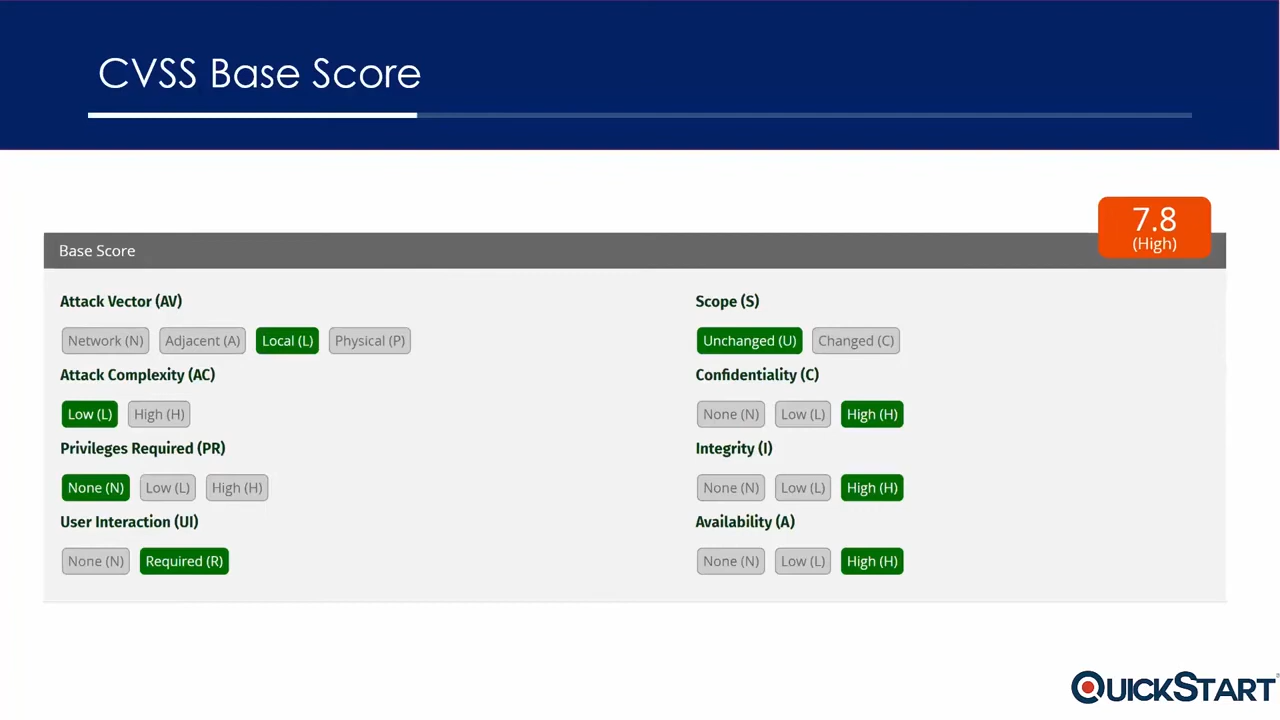 CVSS Base Score
7.8
(High)
Base Score
Attack Vector (AV)
Network (N) Adjacent (A) Local (L) Physical (P)
Attack Complexity (AC)
Low (L) High (H)
Privileges Required (PR)
None (N) Low (L) High (H)
User Interaction (UI)
None (N) Required (R)
Scope (S)
Unchanged (U) Changed (C)
Confidentiality (C)
None (N) Low (L) High (H)
Integrity (I)
None (N) Low (L) High (H)
Availability (A)
None (N) Low (L) High (H)
QUICKSTART